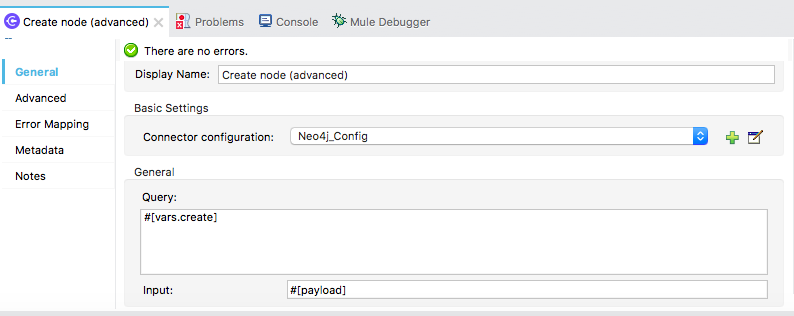 Create node (advanced) Problems Console Mule Debugger
There are no errors.
General
Display Name: Create node (advanced)
Advanced
Basic Settings
Error Mapping
Connector configuration: Neo4j_Config
Metadata
Notes
General
Query:
#[vars.create]
Input: #[payload]